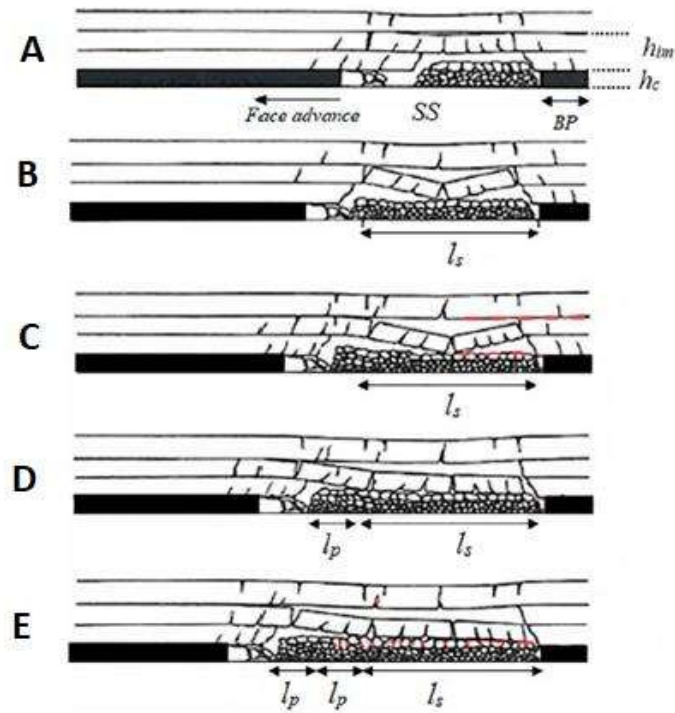 A
h_im
h_c
Face advance
SS
BP
B
l_s
C
l_s
D
l_p l_s
E
l_p l_p l_s